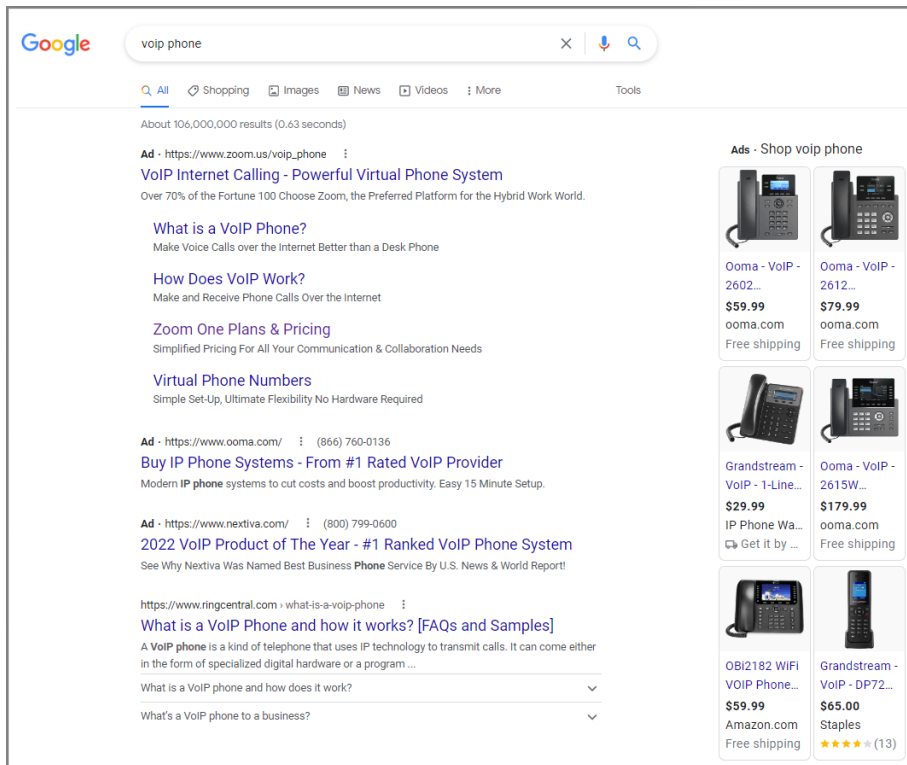 Google
voip phone
All Shopping Images News Videos More Tools
About 106,000,000 results (0.63 seconds)
Ad · https://www.zoom.us/voip_phone
VoIP Internet Calling - Powerful Virtual Phone System
Over 70% of the Fortune 100 Choose Zoom, the Preferred Platform for the Hybrid Work World.
What is a VoIP Phone?
Make Voice Calls over the Internet Better than a Desk Phone
How Does VoIP Work?
Make and Receive Phone Calls Over the Internet
Zoom One Plans & Pricing
Simplified Pricing For All Your Communication & Collaboration Needs
Virtual Phone Numbers
Simple Set-Up, Ultimate Flexibility No Hardware Required
Ad · https://www.ooma.com/ (866) 760-0136
Buy IP Phone Systems - From #1 Rated VoIP Provider
Modern IP phone systems to cut costs and boost productivity. Easy 15 Minute Setup.
Ad · https://www.nextiva.com/ (800) 799-0600
2022 VoIP Product of The Year - #1 Ranked VoIP Phone System
See Why Nextiva Was Named Best Business Phone Service By U.S. News & World Report!
https://www.ringcentral.com › what-is-a-voip-phone
What is a VoIP Phone and how it works? [FAQs and Samples]
A VoIP phone is a kind of telephone that uses IP technology to transmit calls. It can come either
in the form of specialized digital hardware or a program ...
What is a VoIP phone and how does it work?
What's a VoIP phone to a business?
Ads · Shop voip phone
Ooma - VoIP -
2602...
$59.99
ooma.com
Free shipping
Ooma - VoIP -
2612...
$79.99
ooma.com
Free shipping
Grandstream -
VoIP - 1-Line...
$29.99
IP Phone Wa...
Get it by ...
Ooma - VoIP -
2615W...
$179.99
ooma.com
Free shipping
OBi2182 WiFi
VOIP Phone...
$59.99
Amazon.com
Free shipping
Grandstream -
VoIP - DP72...
$65.00
Staples
(13)